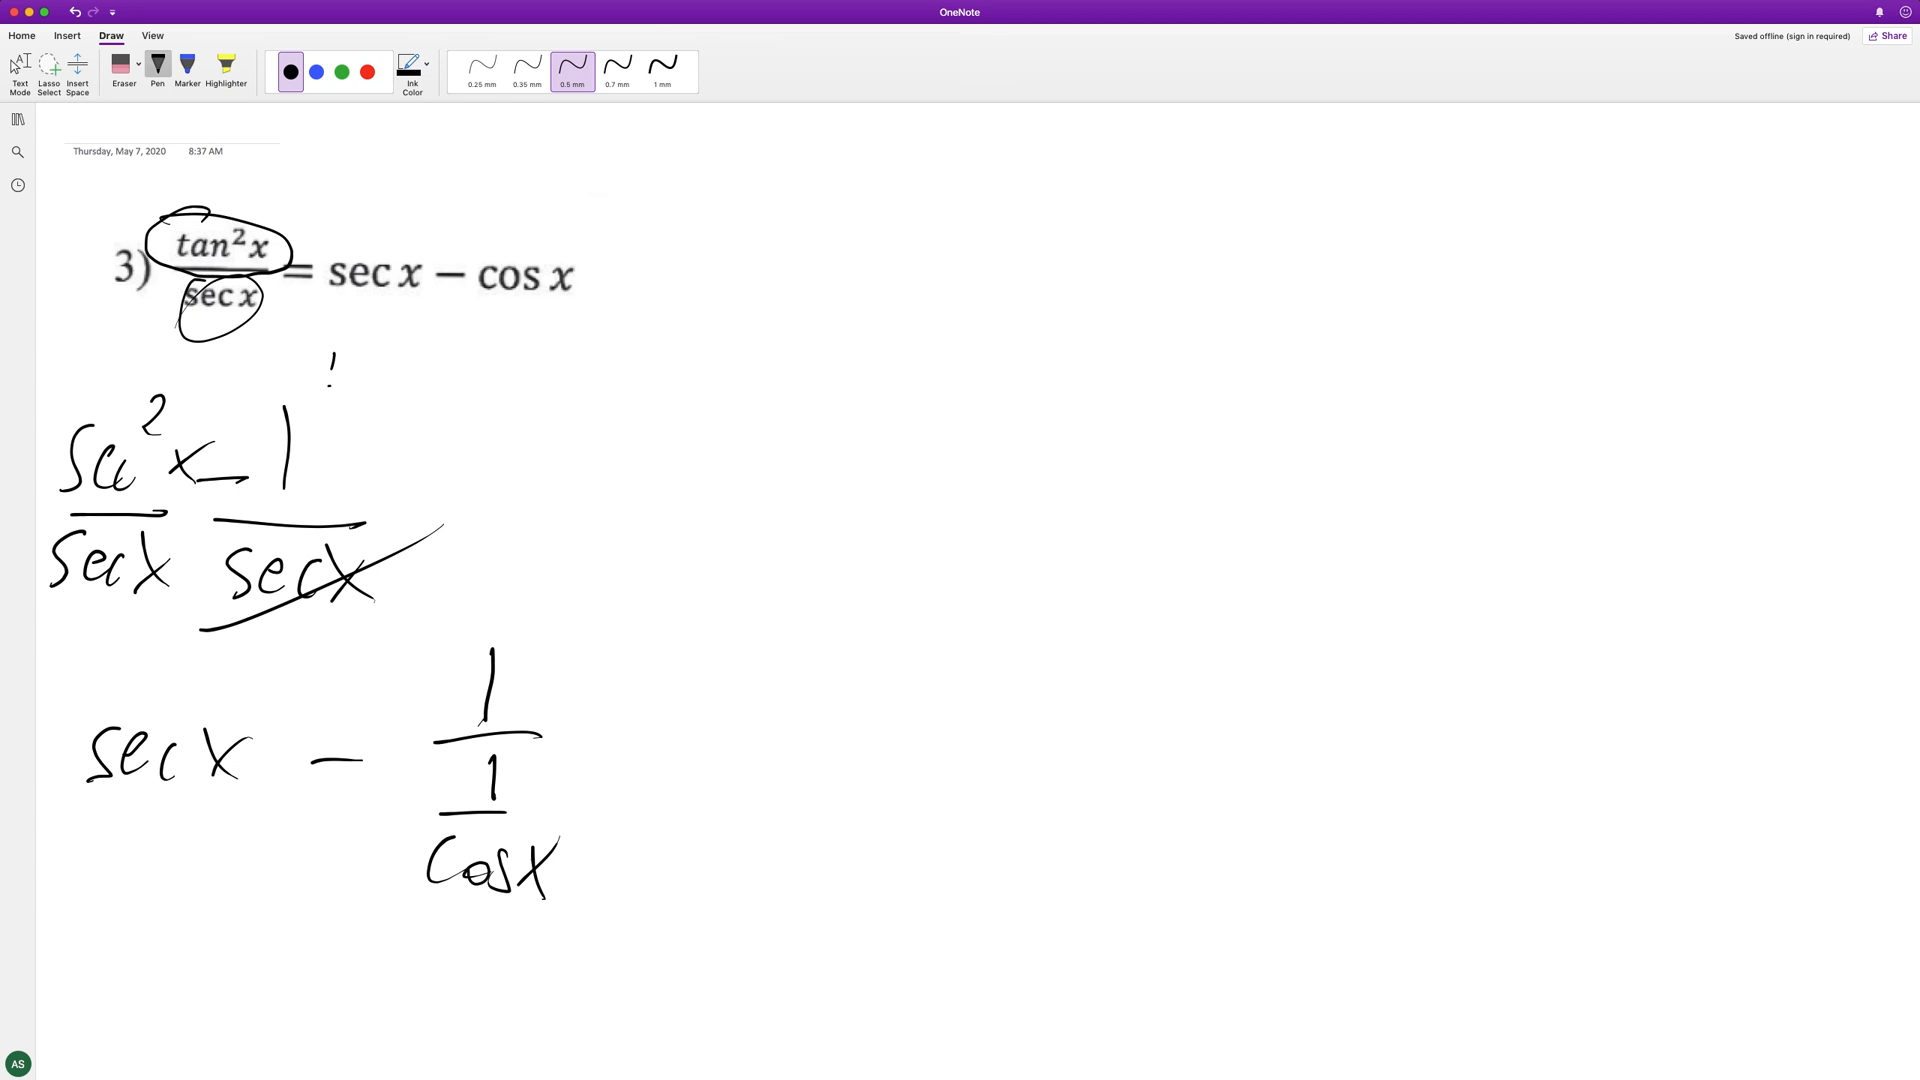 OneNote
Home Insert Draw View
Saved offline (sign in required) Share
Text Mode Lasso Select Insert Space Eraser Pen Marker Highlighter Ink Color 0.25 mm 0.35 mm 0.5 mm 0.7 mm 1 mm
Thursday, May 7, 2020 8:37 AM
3) tan²x / sec x = sec x − cos x
!
sec²x − 1
secx secx
secx − 1
1
cosx
AS